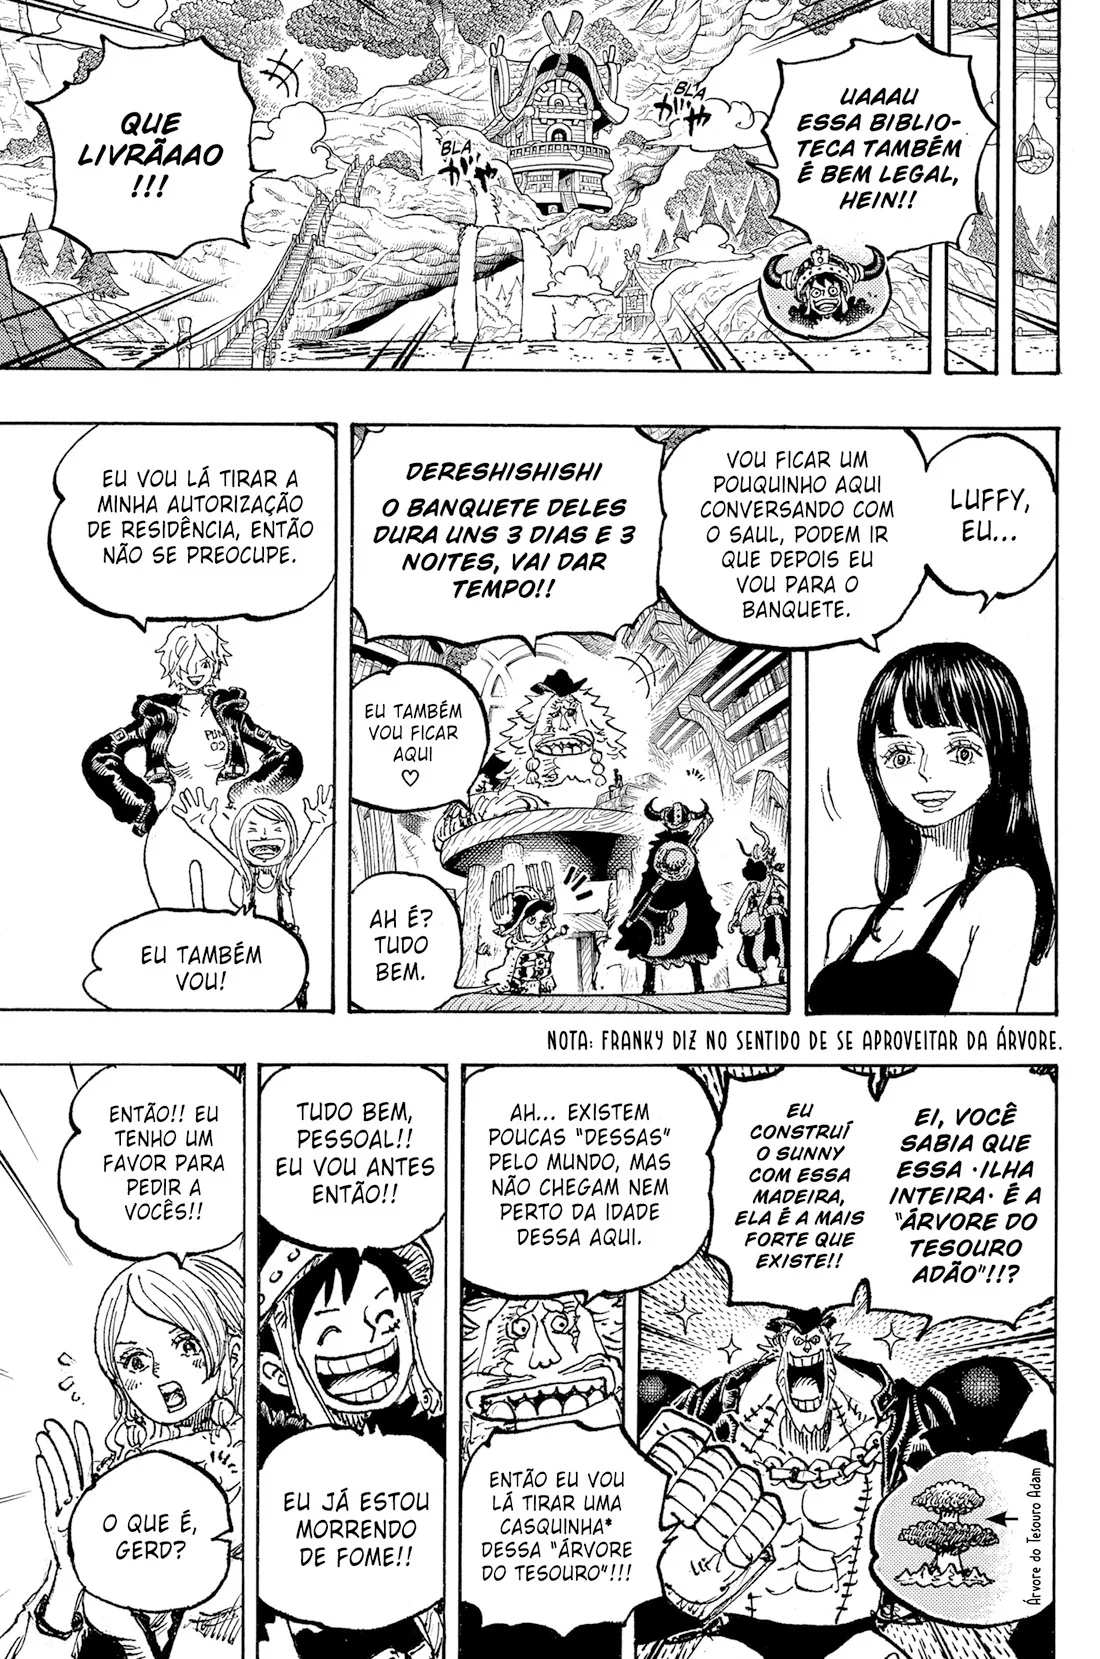 UAAAU
ESSA BIBLIO-
TECA TAMBÉM
É BEM LEGAL,
HEIN!!
BLA
BLA
ガヤ
ガヤ
QUE
LIVRÃAAO
!!!
LUFFY,
EU...
VOU FICAR UM
POUQUINHO AQUI
CONVERSANDO COM
O SAUL, PODEM IR
QUE DEPOIS EU
VOU PARA O
BANQUETE.
DERESHISHISHI
O BANQUETE DELES
DURA UNS 3 DIAS E 3
NOITES, VAI DAR
TEMPO!!
EU TAMBÉM
VOU FICAR
AQUI
♡
AH É?
TUDO
BEM.
EU VOU LÁ TIRAR A
MINHA AUTORIZAÇÃO
DE RESIDÊNCIA, ENTÃO
NÃO SE PREOCUPE.
PUNK
02
EU TAMBÉM
VOU!
NOTA: FRANKY DIZ NO SENTIDO DE SE APROVEITAR DA ÁRVORE.
EI, VOCÊ
SABIA QUE
ESSA ·ILHA
INTEIRA· É A
"ÁRVORE DO
TESOURO
ADÃO"!!?
EU
CONSTRUÍ
O SUNNY
COM ESSA
MADEIRA,
ELA É A MAIS
FORTE QUE
EXISTE!!
Árvore do Tesouro Adam
AH... EXISTEM
POUCAS "DESSAS"
PELO MUNDO, MAS
NÃO CHEGAM NEM
PERTO DA IDADE
DESSA AQUI.
ENTÃO EU VOU
LÁ TIRAR UMA
CASQUINHA*
DESSA "ÁRVORE
DO TESOURO"!!!
TUDO BEM,
PESSOAL!!
EU VOU ANTES
ENTÃO!!
EU JÁ ESTOU
MORRENDO
DE FOME!!
ENTÃO!! EU
TENHO UM
FAVOR PARA
PEDIR A
VOCÊS!!
O QUE É,
GERD?